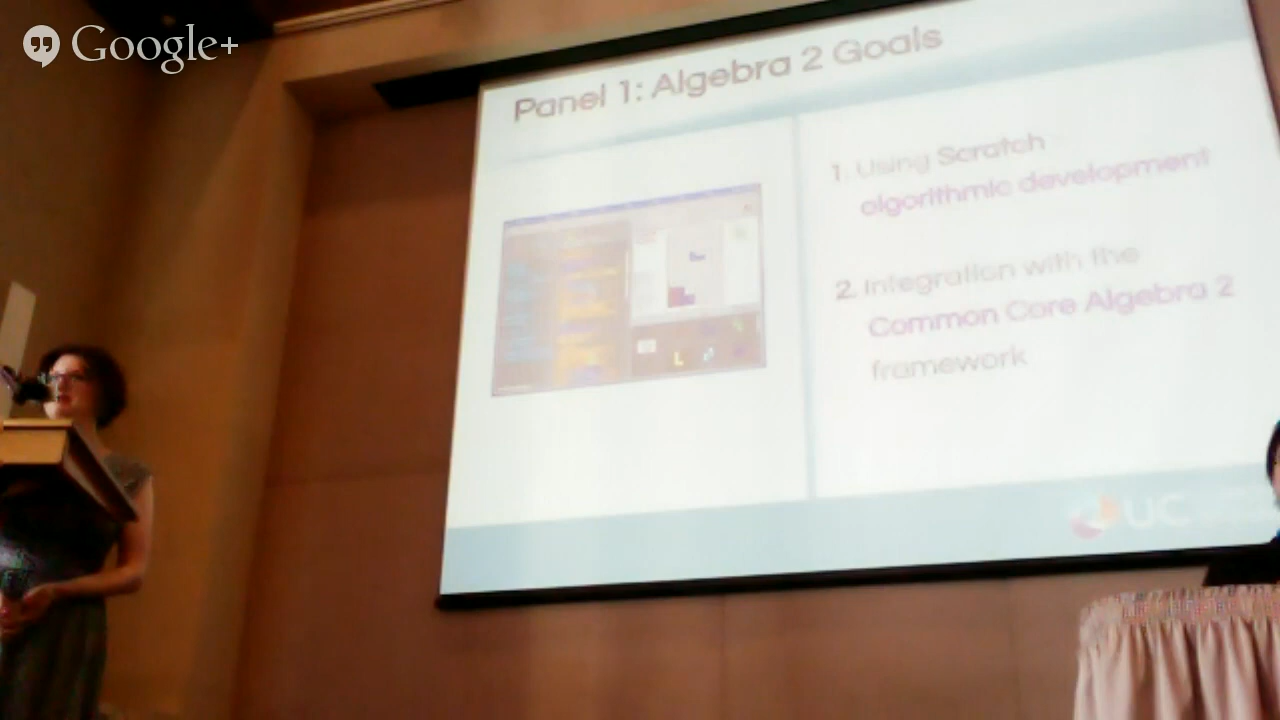 Google+
Panel 1: Algebra 2 Goals
1. Using Scratch
algorithmic development
2. Integration with the
Common Core Algebra 2
framework
UC